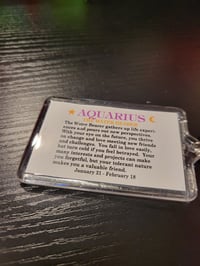 AQUARIUS
THE WATER BEARER
The Water Bearer gathers up life experi-
ences and pours out new perspectives.
With your eye on the future, you thrive
on change and love meeting new friends
and challenges. You fall in love easily,
but turn cold if you feel betrayed. Your
many interests and projects can make
you forgetful, but your tolerant nature
makes you a valuable friend.
January 21 - February 18